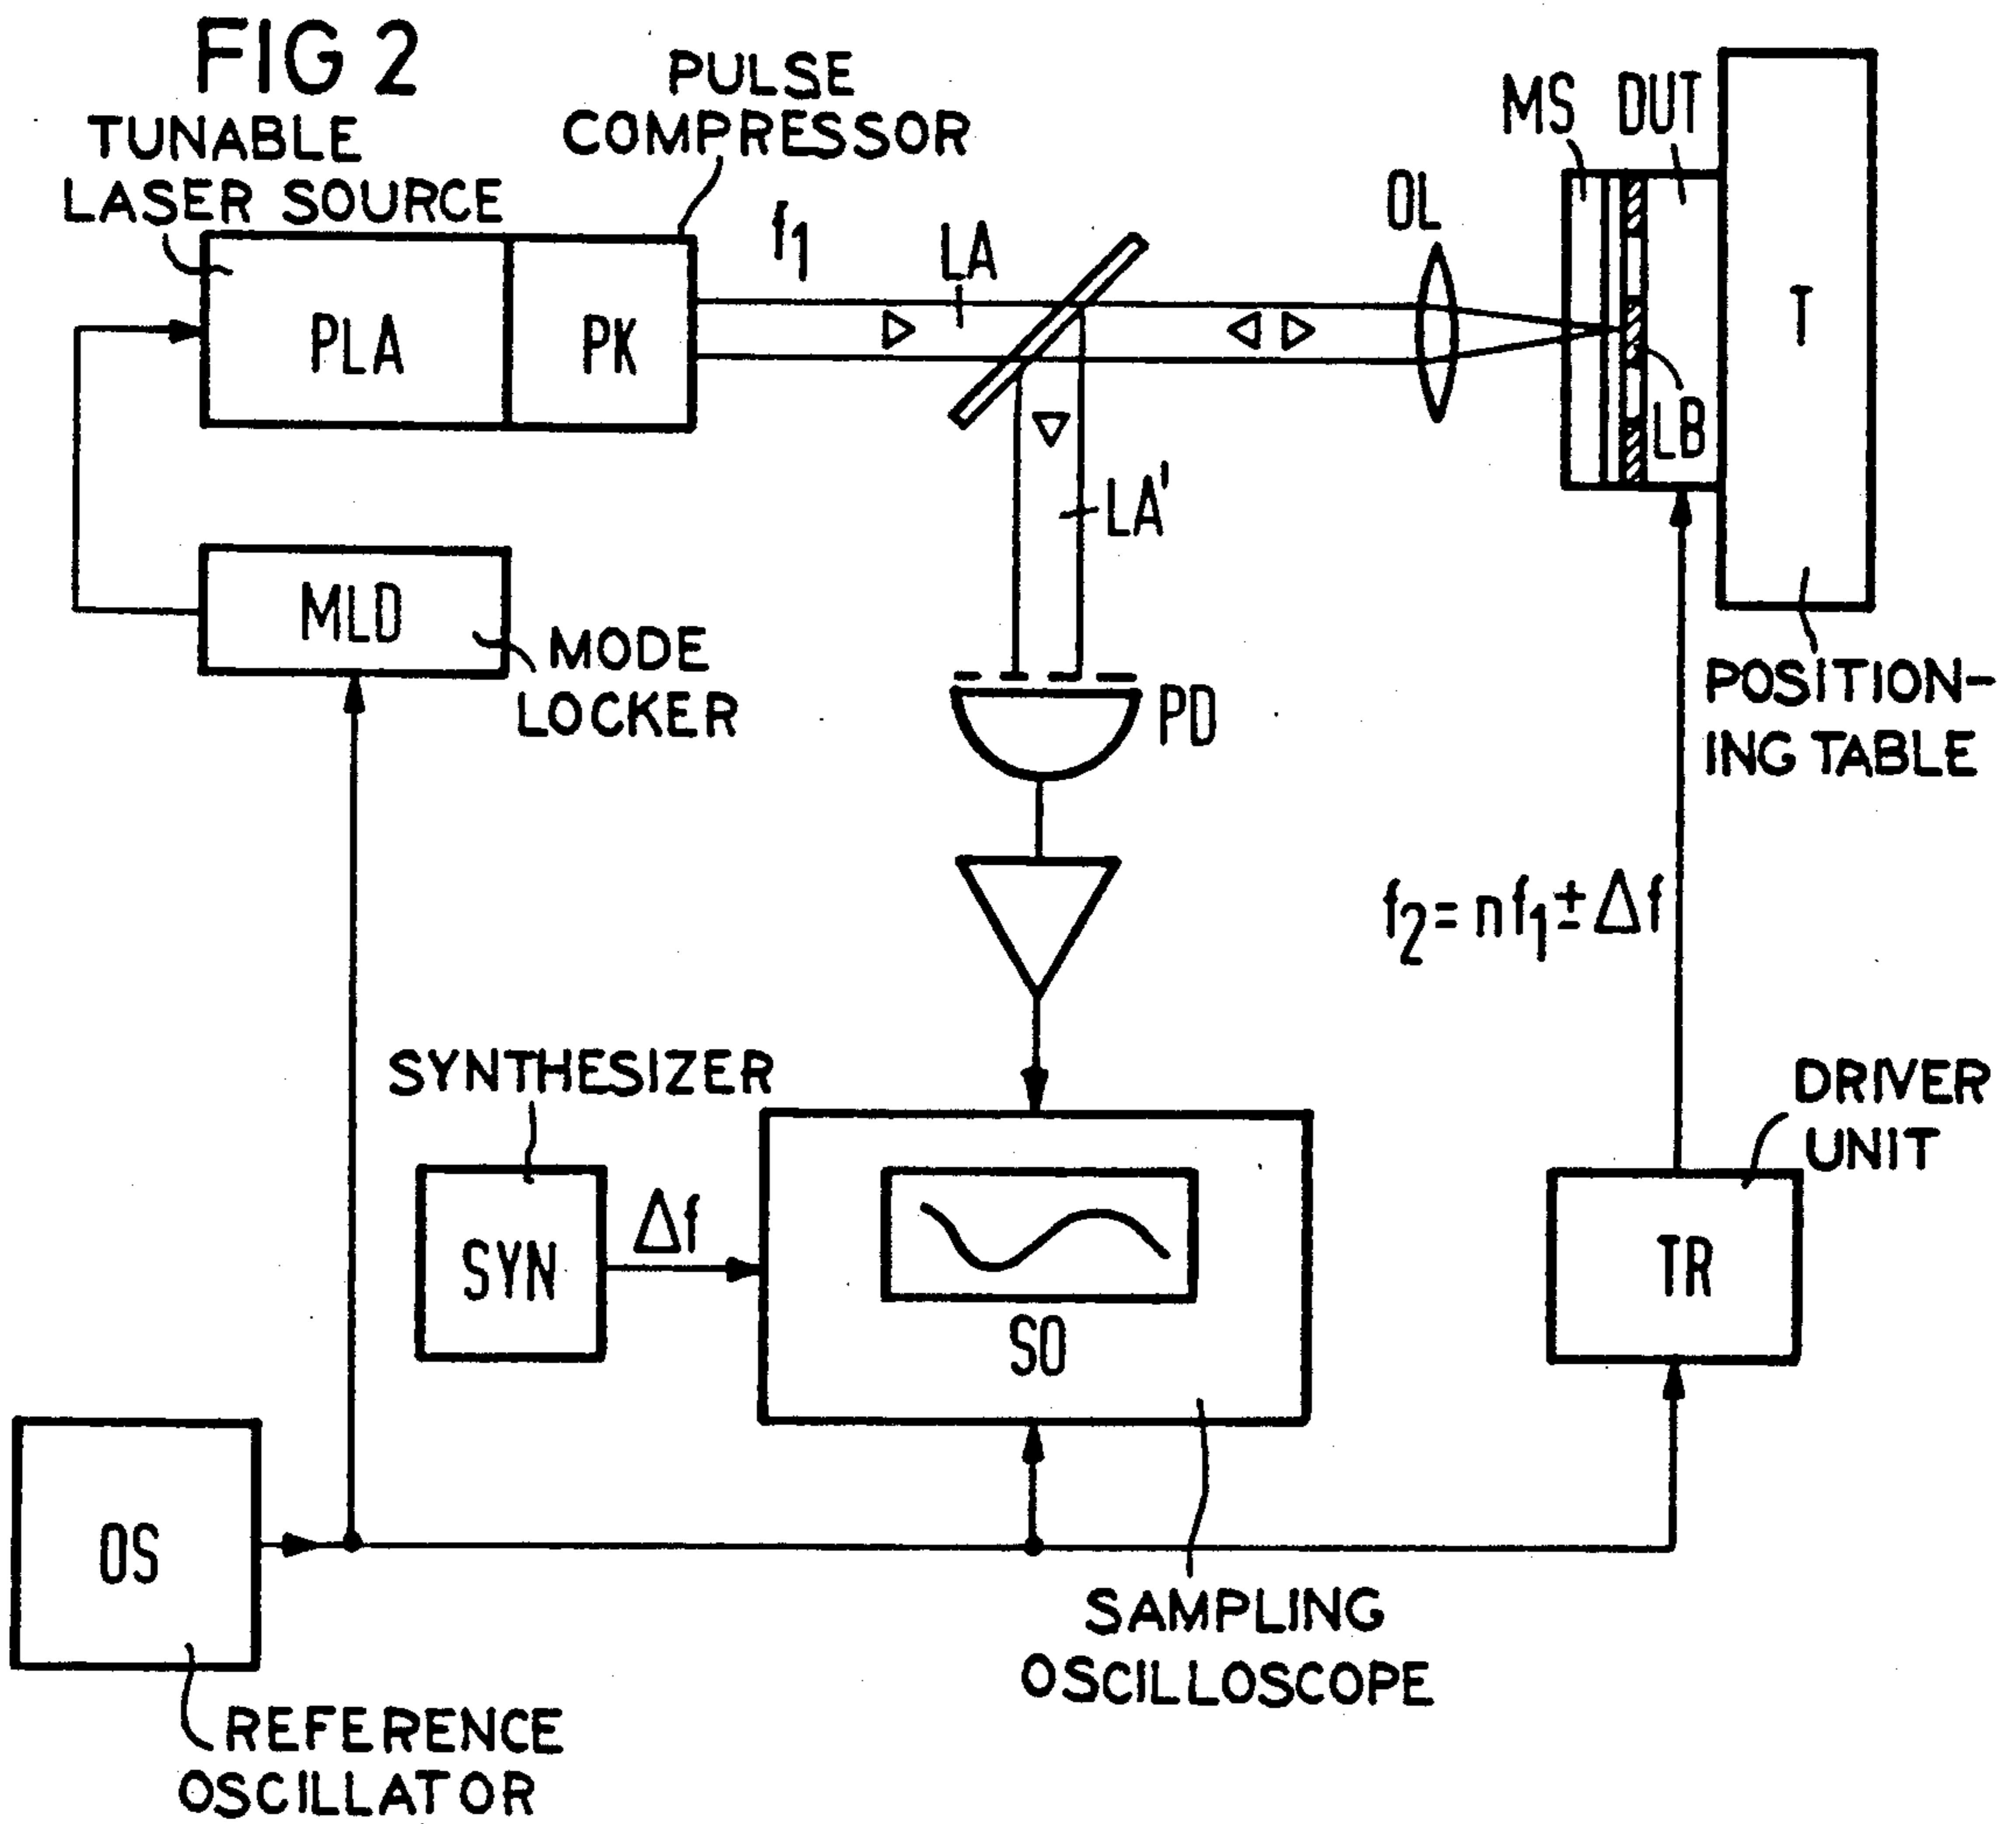 FIG 2
TUNABLE
LASER SOURCE
PULSE
COMPRESSOR
MS DUT
OL
f1
LA
PLA
PK
T
LB
LA'
MLD
MODE
LOCKER
PD
POSITION-
ING TABLE
f2 = nf1 ± Δf
SYNTHESIZER
DRIVER
UNIT
SYN
Δf
SO
TR
OS
SAMPLING
OSCILLOSCOPE
REFERENCE
OSCILLATOR